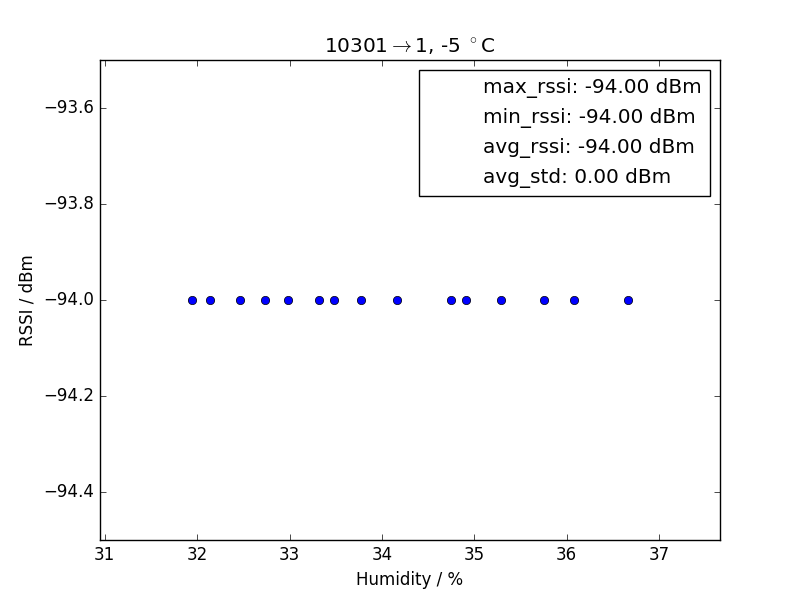 10301→1, -5 °C
max_rssi: -94.00 dBm
min_rssi: -94.00 dBm
avg_rssi: -94.00 dBm
avg_std: 0.00 dBm
−93.6
−93.8
−94.0
−94.2
−94.4
RSSI / dBm
31 32 33 34 35 36 37
Humidity / %